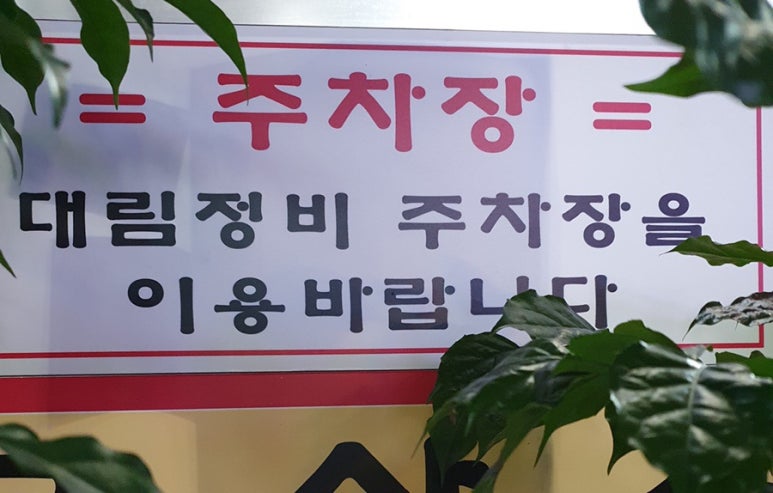 = 주차장 =
대림정비 주차장을
이용바랍니다